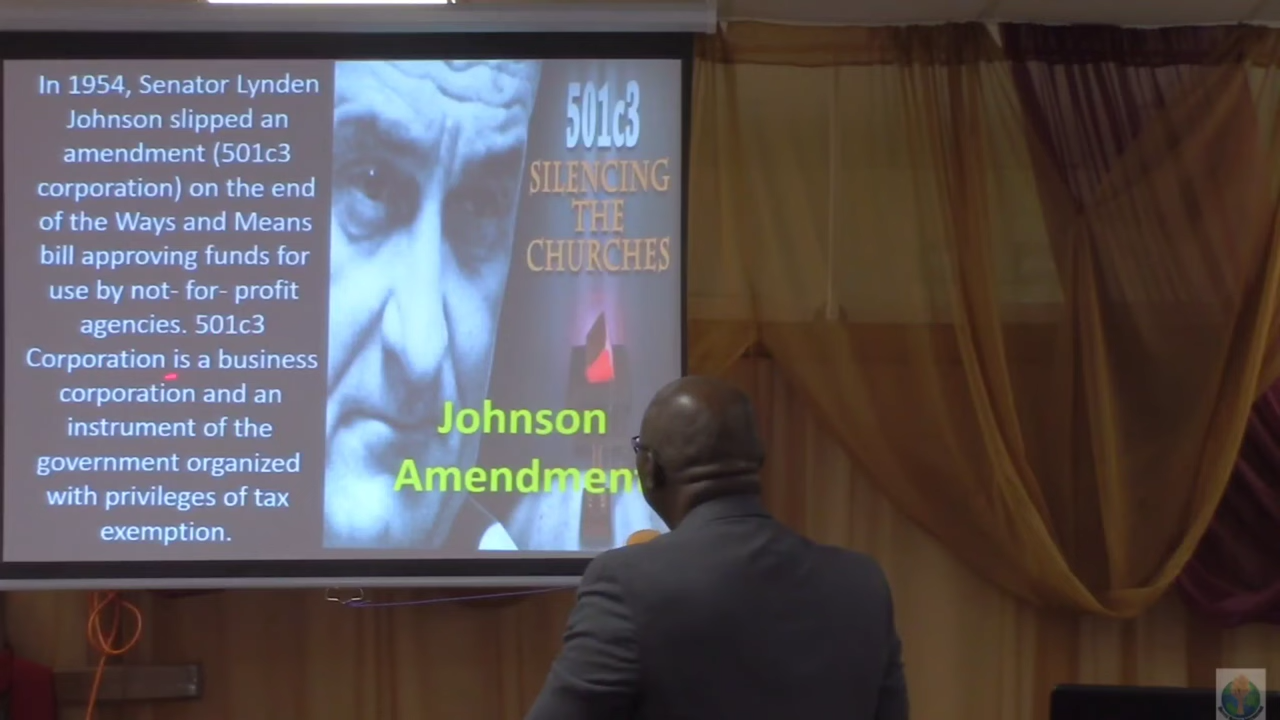 In 1954, Senator Lynden
Johnson slipped an
amendment (501c3
corporation) on the end
of the Ways and Means
bill approving funds for
use by not- for- profit
agencies. 501c3
Corporation is a business
corporation and an
instrument of the
government organized
with privileges of tax
exemption.
501c3
SILENCING
THE
CHURCHES
Johnson
Amendment